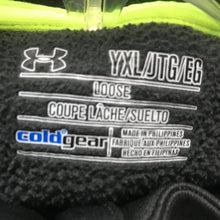 YXL/JTG/EG
LOOSE
COUPE LÂCHE/SUELTO
coldgear
MADE IN PHILIPPINES
FABRIQUÉ AUX PHILIPPINES
HECHO EN FILIPINAS